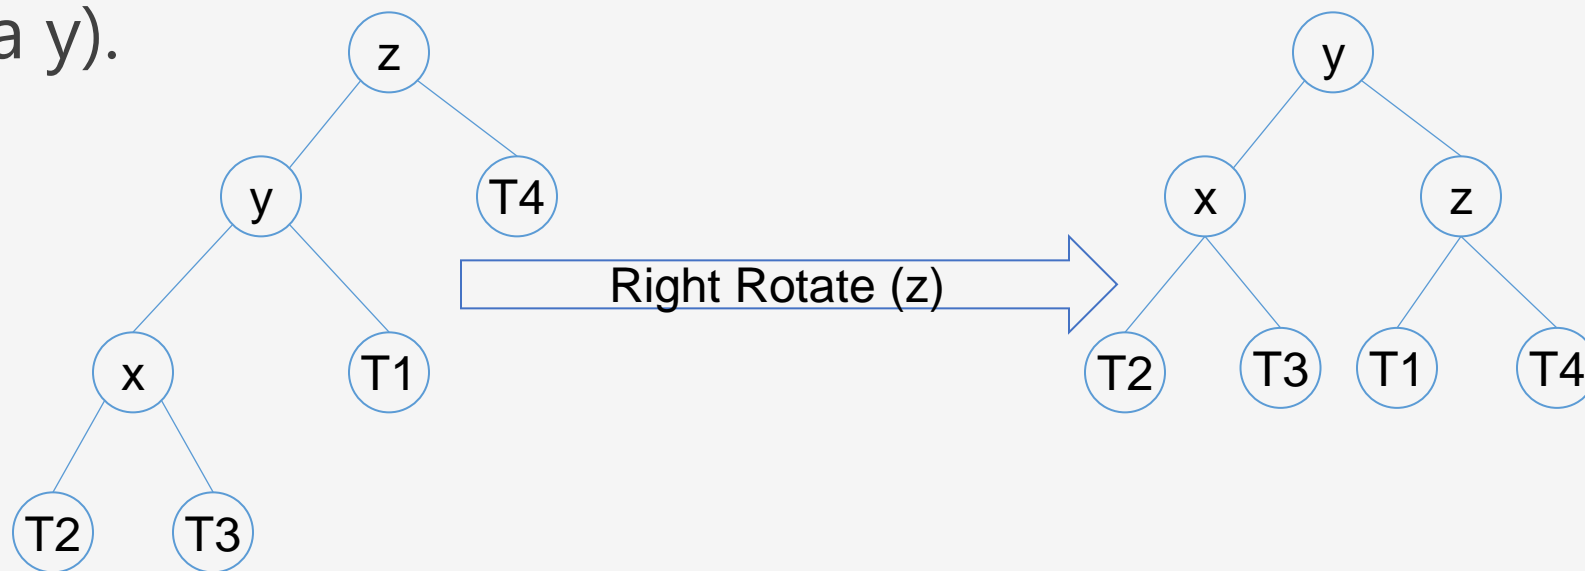 a y).
z
y
y
T4
x
z
Right Rotate (z)
x
T1
T2
T3
T1
T4
T2
T3